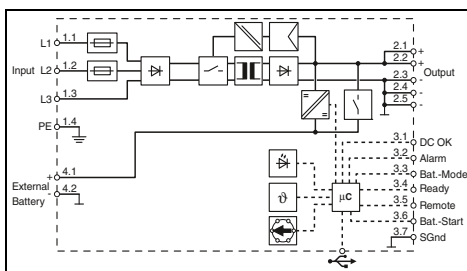 L1 1.1
Input L2 1.2
L3 1.3
PE 1.4
+ 4.1
External
Battery - 4.2
2.1 +
2.2 +
2.3 -
Output
2.4 -
2.5 -
3.1 DC OK
3.2 Alarm
3.3 Bat.-Mode
3.4 Ready
3.5 Remote
3.6 Bat.-Start
3.7 SGnd
= =
ϑ
µC